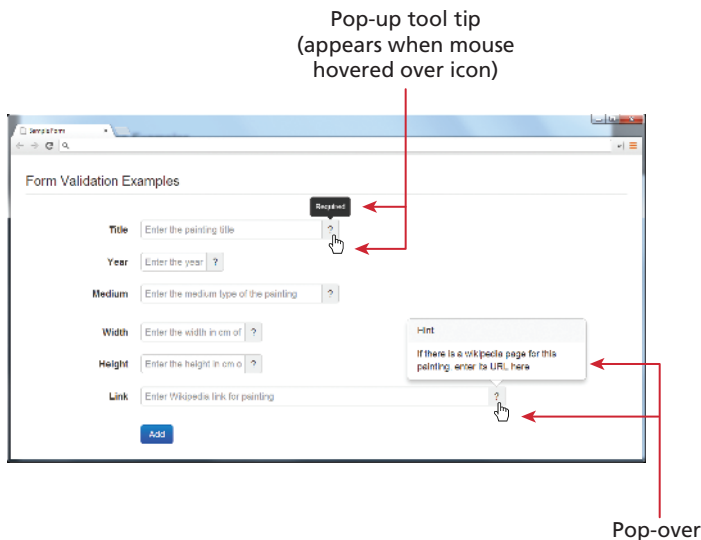 Pop-up tool tip
(appears when mouse
hovered over icon)
SampleForm
Form Validation Examples
Required
Title Enter the painting title ?
Year Enter the year ?
Medium Enter the medium type of the painting ?
Width Enter the width in cm of ?
Hint
If there is a wikipedia page for this
painting, enter its URL here
Height Enter the height in cm o ?
Link Enter Wikipedia link for painting ?
Add
Pop-over